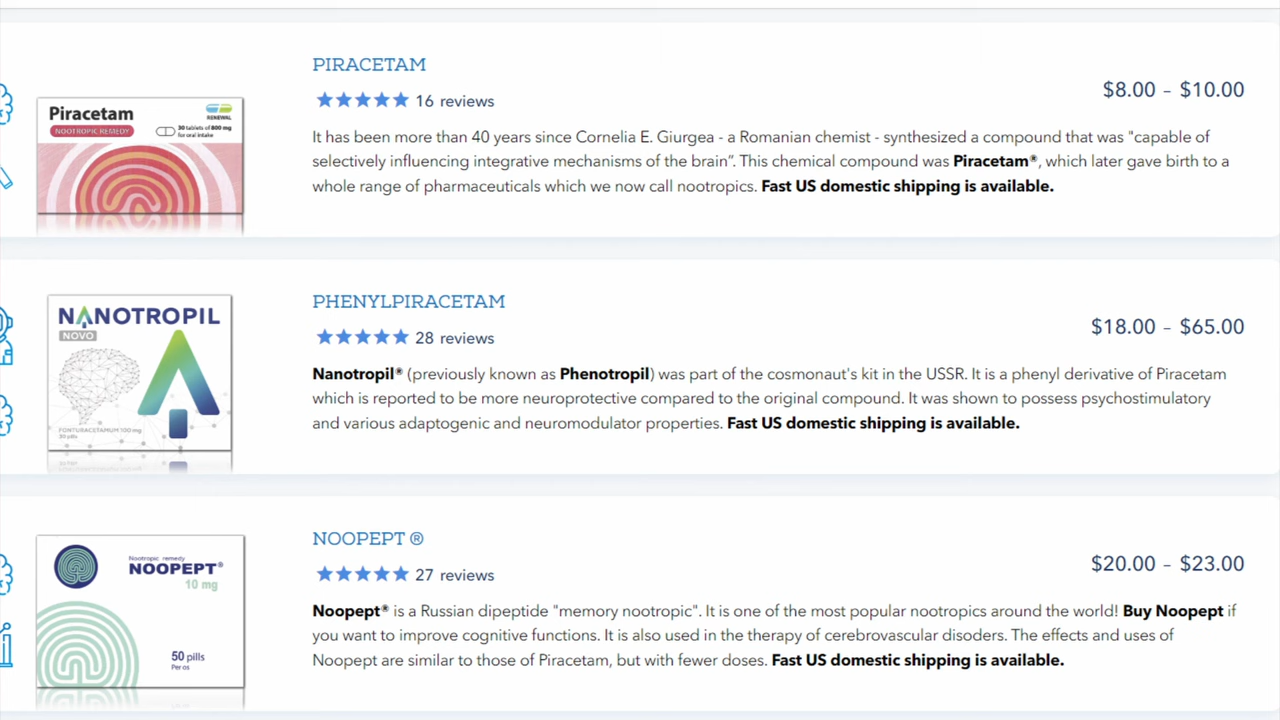 PIRACETAM
16 reviews
$8.00 – $10.00
Piracetam
NOOTROPIC REMEDY
RENEWAL
30 tablets of 800 mg
for oral intake
It has been more than 40 years since Cornelia E. Giurgea - a Romanian chemist - synthesized a compound that was "capable of
selectively influencing integrative mechanisms of the brain". This chemical compound was Piracetam®, which later gave birth to a
whole range of pharmaceuticals which we now call nootropics. Fast US domestic shipping is available.
PHENYLPIRACETAM
28 reviews
$18.00 – $65.00
NANOTROPIL
NOVO
FONTURACETAMUM 100 mg
30 pills
Nanotropil® (previously known as Phenotropil) was part of the cosmonaut's kit in the USSR. It is a phenyl derivative of Piracetam
which is reported to be more neuroprotective compared to the original compound. It was shown to possess psychostimulatory
and various adaptogenic and neuromodulator properties. Fast US domestic shipping is available.
NOOPEPT ®
27 reviews
$20.00 – $23.00
Nootropic remedy
NOOPEPT®
10 mg
50 pills
Per os
Noopept® is a Russian dipeptide "memory nootropic". It is one of the most popular nootropics around the world! Buy Noopept if
you want to improve cognitive functions. It is also used in the therapy of cerebrovascular disoders. The effects and uses of
Noopept are similar to those of Piracetam, but with fewer doses. Fast US domestic shipping is available.